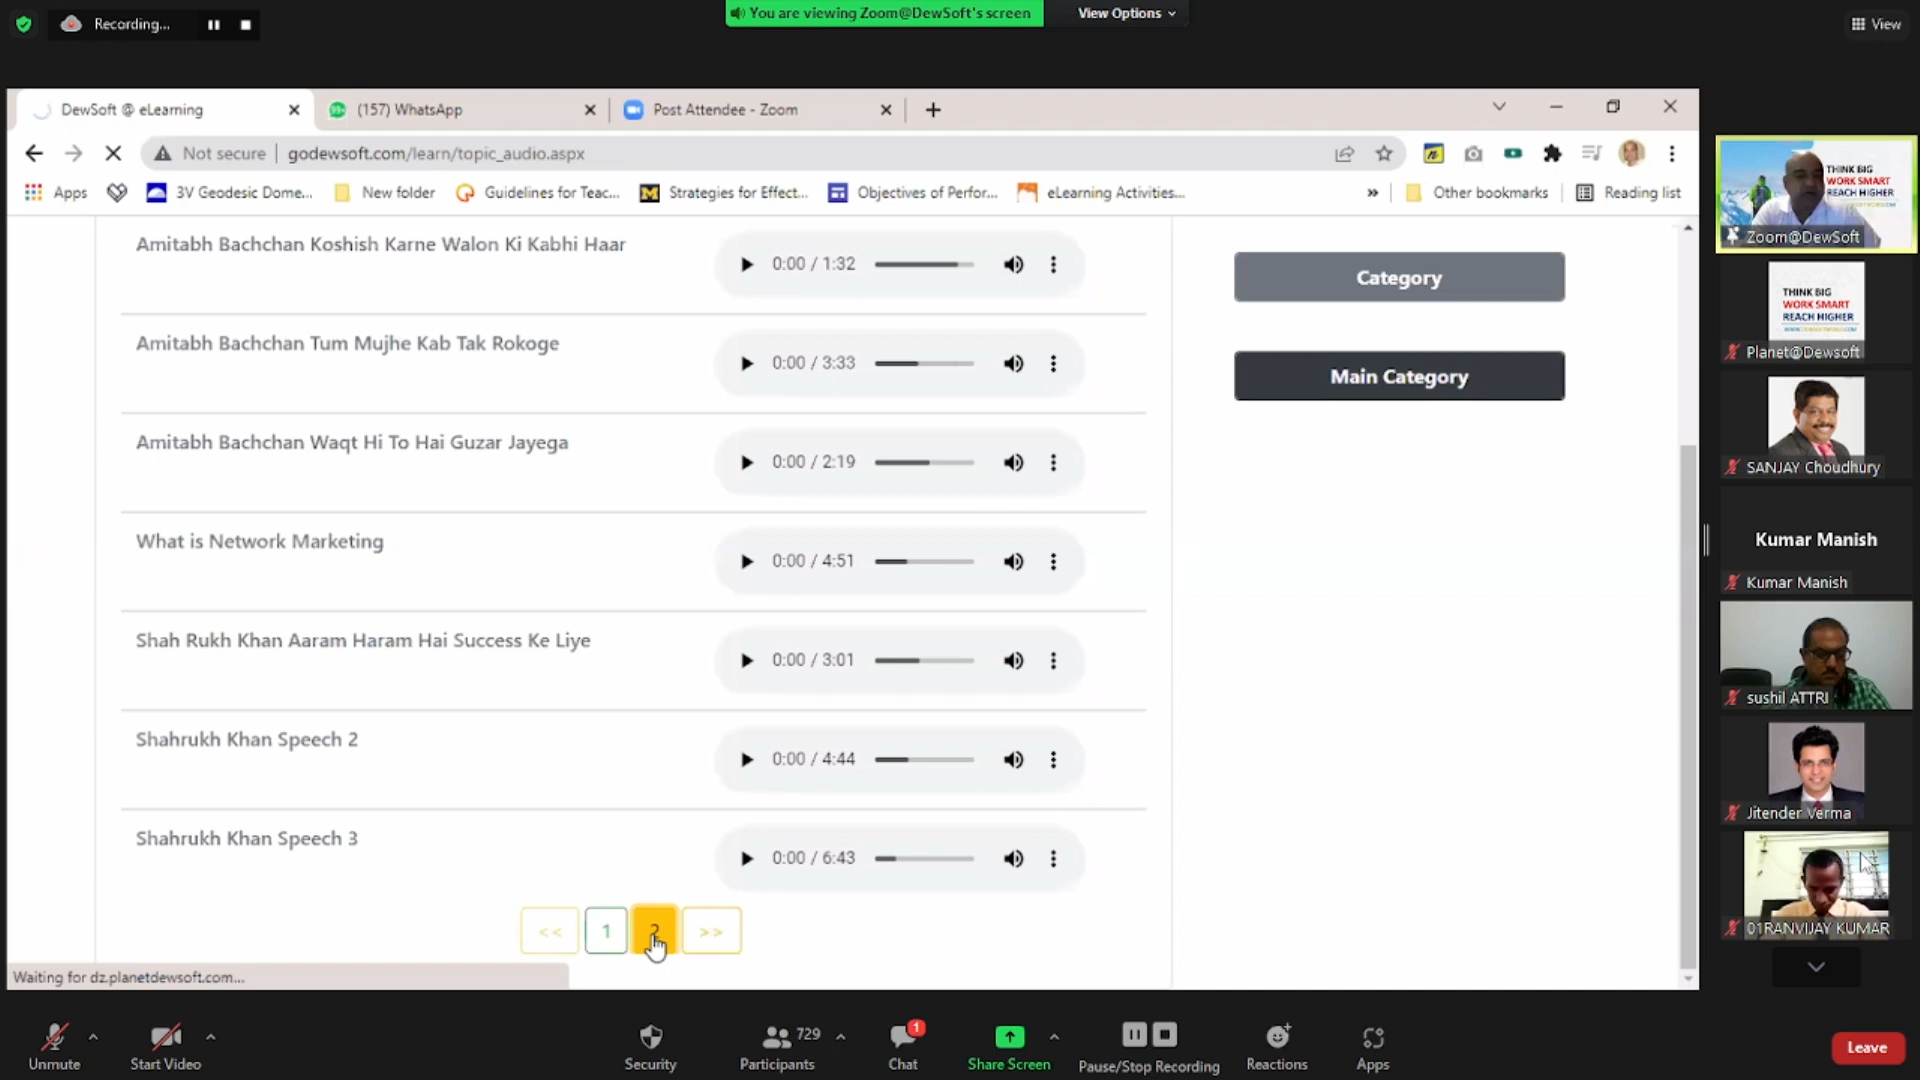 Recording...
You are viewing Zoom@DewSoft's screen
View Options
View
DewSoft @ eLearning
(157) WhatsApp
Post Attendee - Zoom
Not secure
godewsoft.com/learn/topic_audio.aspx
Apps
3V Geodesic Dome...
New folder
Guidelines for Teac...
Strategies for Effect...
Objectives of Perfor...
eLearning Activities...
»
Other bookmarks
Reading list
Amitabh Bachchan Koshish Karne Walon Ki Kabhi Haar
0:00 / 1:32
Amitabh Bachchan Tum Mujhe Kab Tak Rokoge
0:00 / 3:33
Amitabh Bachchan Waqt Hi To Hai Guzar Jayega
0:00 / 2:19
What is Network Marketing
0:00 / 4:51
Shah Rukh Khan Aaram Haram Hai Success Ke Liye
0:00 / 3:01
Shahrukh Khan Speech 2
0:00 / 4:44
Shahrukh Khan Speech 3
0:00 / 6:43
<< 1 2 >>
Waiting for dz.planetdewsoft.com...
Category
Main Category
THINK BIG
WORK SMART
REACH HIGHER
Zoom@DewSoft
THINK BIG
WORK SMART
REACH HIGHER
Planet@Dewsoft
SANJAY Choudhury
Kumar Manish
Kumar Manish
sushil ATTRI
Jitender Verma
01RANVIJAY KUMAR
Unmute
Start Video
Security
729
Participants
1
Chat
Share Screen
Pause/Stop Recording
Reactions
Apps
Leave